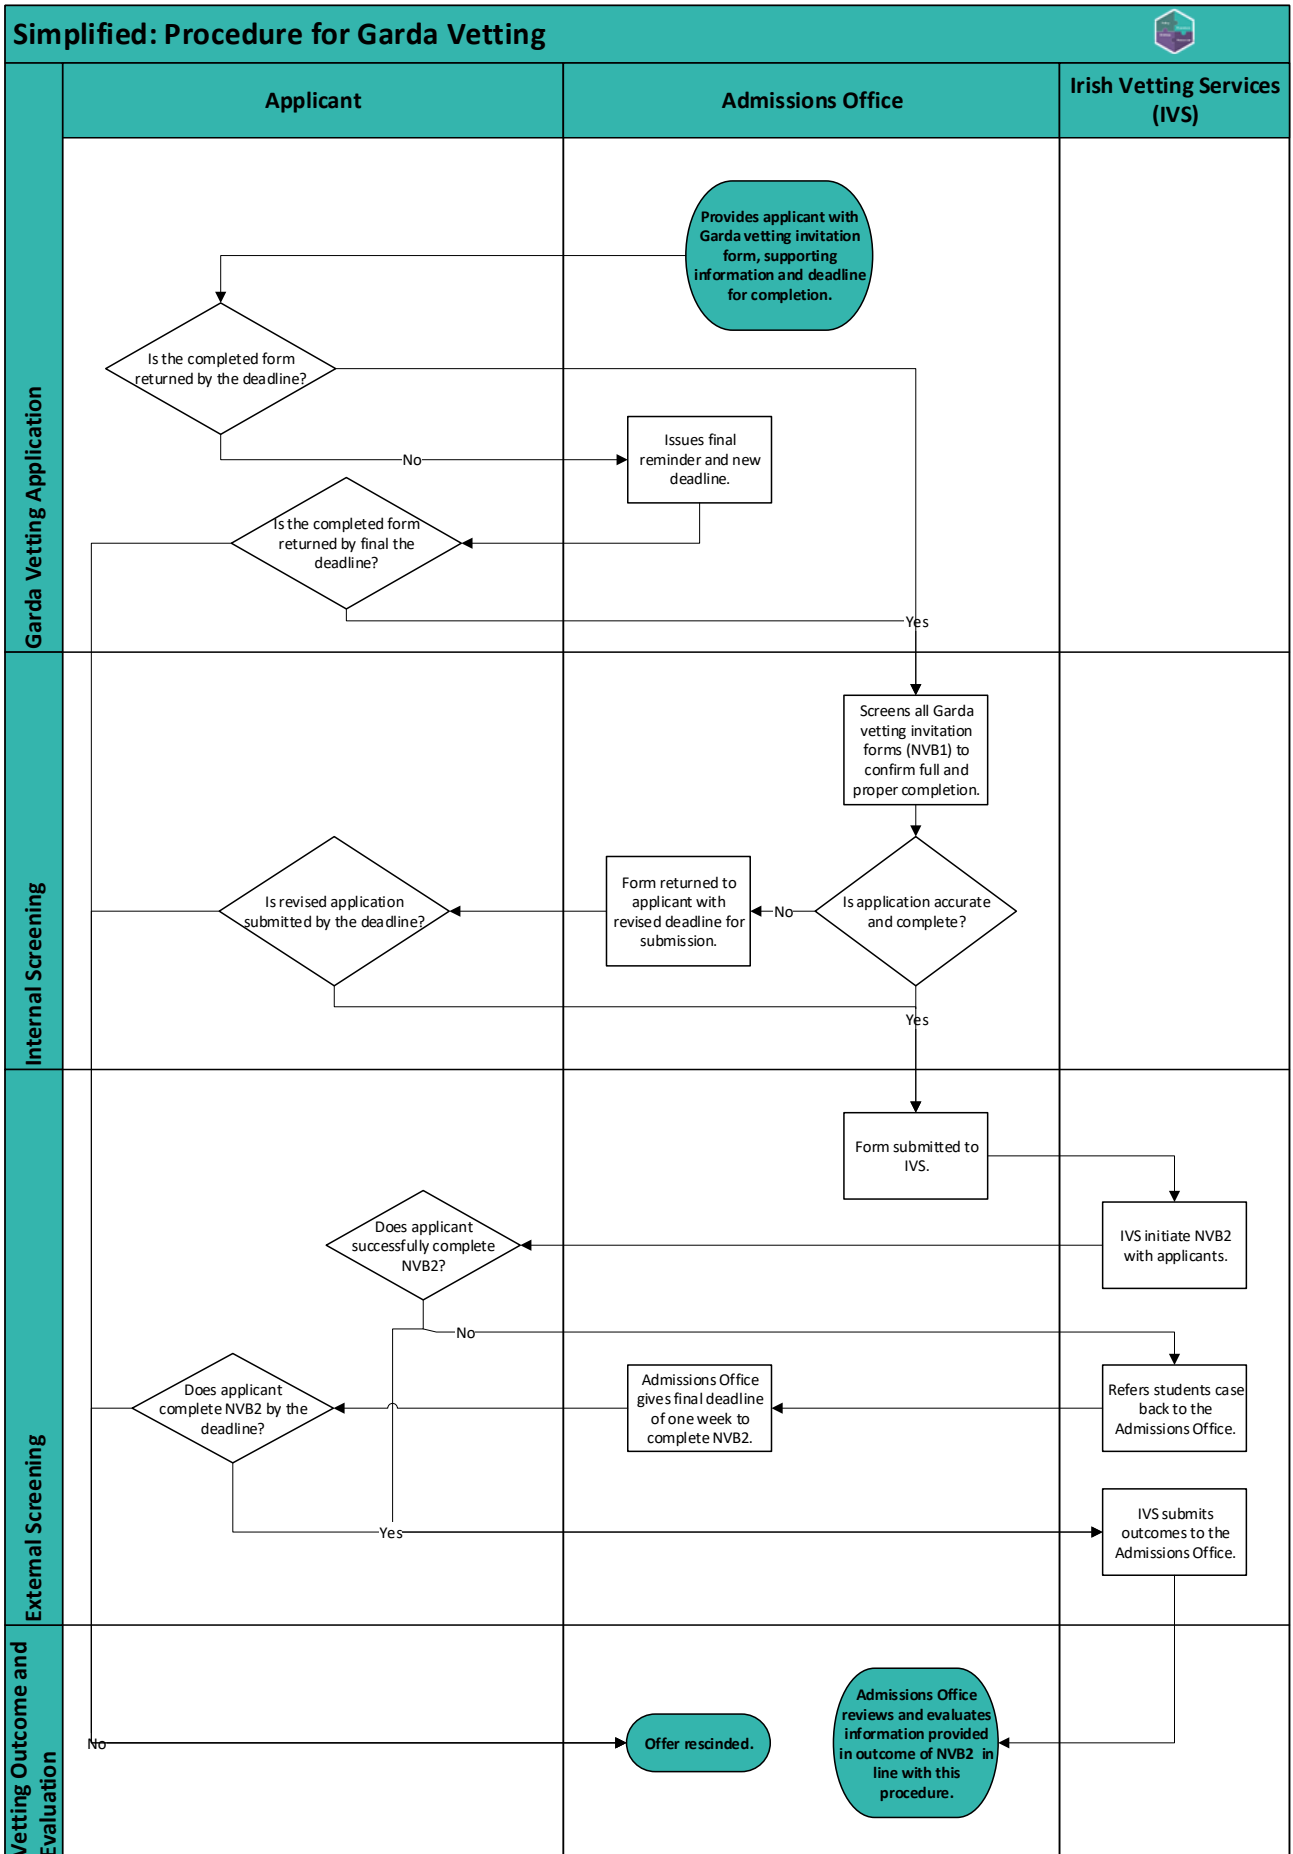 Simplified: Procedure for Garda Vetting
Applicant
Admissions Office
Irish Vetting Services
(IVS)
Garda Vetting Application
Provides applicant with
Garda vetting invitation
form, supporting
information and deadline
for completion.
Is the completed form
returned by the deadline?
No
Issues final
reminder and new
deadline.
Is the completed form
returned by final the
deadline?
Yes
Internal Screening
Screens all Garda
vetting invitation
forms (NVB1) to
confirm full and
proper completion.
Is application accurate
and complete?
No
Form returned to
applicant with
revised deadline for
submission.
Is revised application
submitted by the deadline?
Yes
External Screening
Form submitted to
IVS.
IVS initiate NVB2
with applicants.
Does applicant
successfully complete
NVB2?
No
Refers students case
back to the
Admissions Office.
Admissions Office
gives final deadline
of one week to
complete NVB2.
Does applicant
complete NVB2 by the
deadline?
Yes
IVS submits
outcomes to the
Admissions Office.
Vetting Outcome and
Evaluation
No
Offer rescinded.
Admissions Office
reviews and evaluates
information provided
in outcome of NVB2 in
line with this
procedure.